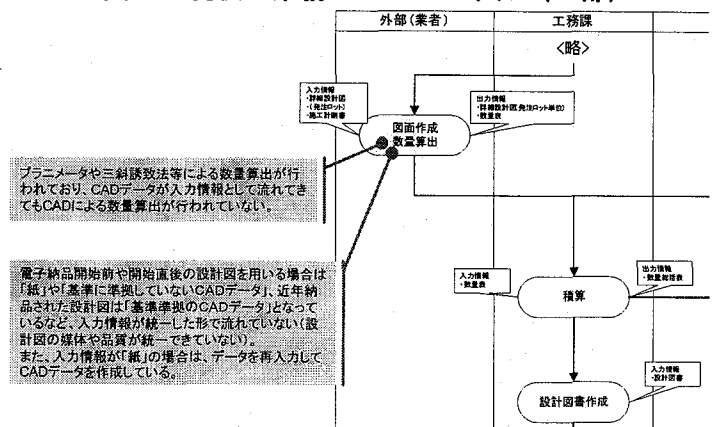 外部(業者)
工務課
<略>
入力情報
・詳細設計図
・(発注ロット)
・施工計画書
図面作成
数量算出
出力情報
・詳細設計図(発注ロット単位)
・数量表
プラニメータや三斜誘致法等による数量算出が行
われており、CADデータが入力情報として流れてき
てもCADによる数量算出が行われていない。
電子納品開始前や開始直後の設計図を用いる場合は
「紙」や「基準に準拠していないCADデータ」、近年納
品された設計図は「基準準拠のCADデータ」となって
いるなど、入力情報が統一した形で流れていない(設
計図の媒体や品質が統一できていない)。
また、入力情報が「紙」の場合は、データを再入力して
CADデータを作成している。
入力情報
・数量表
積算
出力情報
・数量総括表
設計図書作成
入力情報
・設計図書